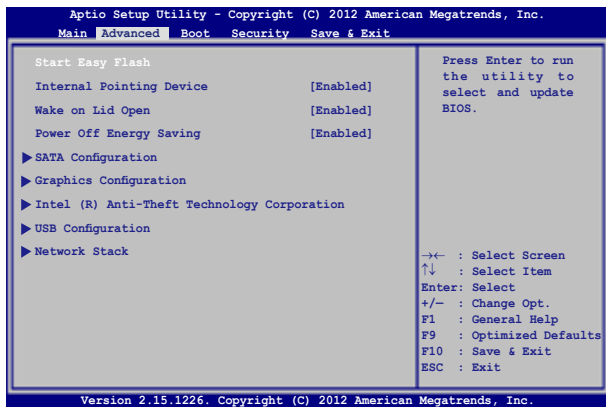 Aptio Setup Utility - Copyright (C) 2012 American Megatrends, Inc.
Main Advanced Boot Security Save & Exit
Start Easy Flash
Internal Pointing Device [Enabled]
Wake on Lid Open [Enabled]
Power Off Energy Saving [Enabled]
SATA Configuration
Graphics Configuration
Intel (R) Anti-Theft Technology Corporation
USB Configuration
Network Stack
Press Enter to run
the utility to
select and update
BIOS.
→← : Select Screen
↑↓ : Select Item
Enter: Select
+/— : Change Opt.
F1 : General Help
F9 : Optimized Defaults
F10 : Save & Exit
ESC : Exit
Version 2.15.1226. Copyright (C) 2012 American Megatrends, Inc.